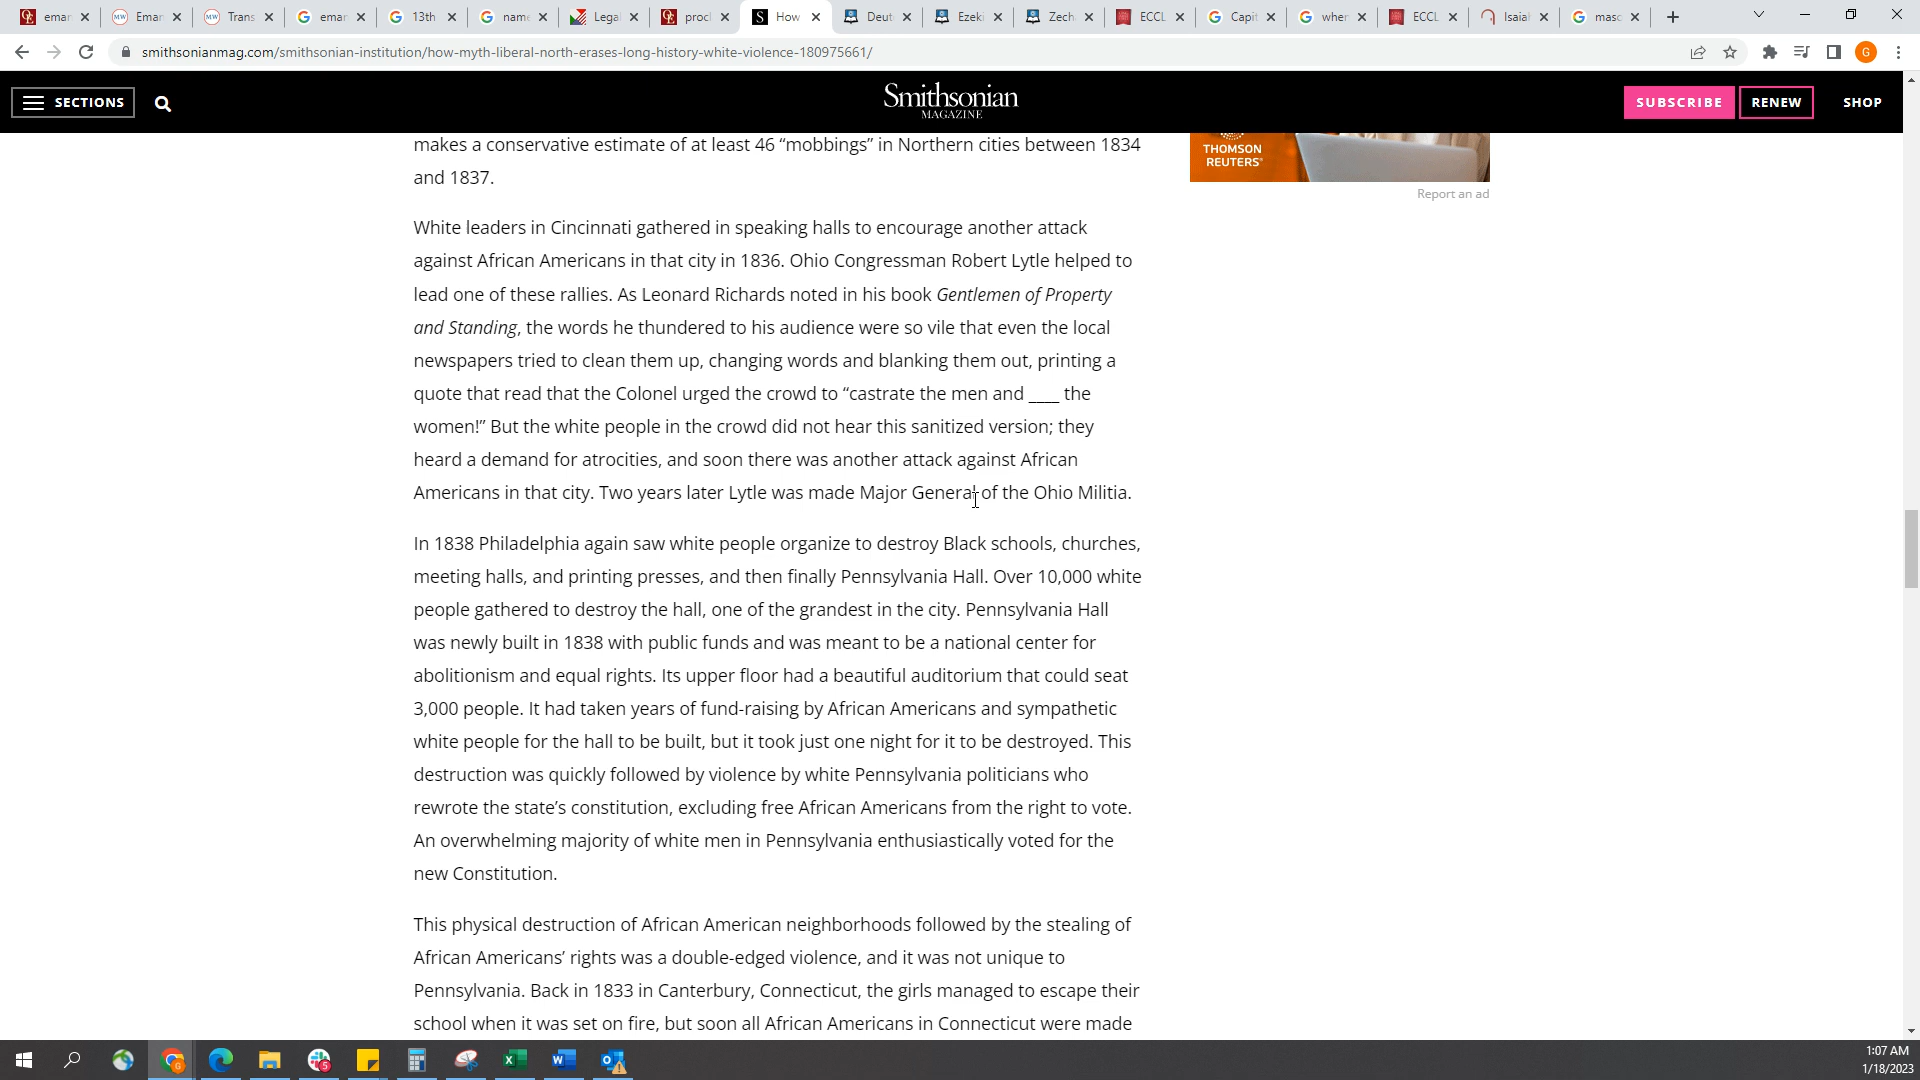 emar
Eman
Trans
emar
13th
name
Legal
procl
How
Deut
Ezeki
Zech
ECCL
Capit
wher
ECCL
Isaiah
masc
smithsonianmag.com/smithsonian-institution/how-myth-liberal-north-erases-long-history-white-violence-180975661/
G
SECTIONS
Smithsonian
MAGAZINE
SUBSCRIBE
RENEW
SHOP
makes a conservative estimate of at least 46 “mobbings” in Northern cities between 1834
and 1837.
THOMSON
REUTERS
Report an ad
White leaders in Cincinnati gathered in speaking halls to encourage another attack
against African Americans in that city in 1836. Ohio Congressman Robert Lytle helped to
lead one of these rallies. As Leonard Richards noted in his book Gentlemen of Property
and Standing, the words he thundered to his audience were so vile that even the local
newspapers tried to clean them up, changing words and blanking them out, printing a
quote that read that the Colonel urged the crowd to “castrate the men and ____ the
women!” But the white people in the crowd did not hear this sanitized version; they
heard a demand for atrocities, and soon there was another attack against African
Americans in that city. Two years later Lytle was made Major General of the Ohio Militia.
In 1838 Philadelphia again saw white people organize to destroy Black schools, churches,
meeting halls, and printing presses, and then finally Pennsylvania Hall. Over 10,000 white
people gathered to destroy the hall, one of the grandest in the city. Pennsylvania Hall
was newly built in 1838 with public funds and was meant to be a national center for
abolitionism and equal rights. Its upper floor had a beautiful auditorium that could seat
3,000 people. It had taken years of fund-raising by African Americans and sympathetic
white people for the hall to be built, but it took just one night for it to be destroyed. This
destruction was quickly followed by violence by white Pennsylvania politicians who
rewrote the state’s constitution, excluding free African Americans from the right to vote.
An overwhelming majority of white men in Pennsylvania enthusiastically voted for the
new Constitution.
This physical destruction of African American neighborhoods followed by the stealing of
African Americans’ rights was a double-edged violence, and it was not unique to
Pennsylvania. Back in 1833 in Canterbury, Connecticut, the girls managed to escape their
school when it was set on fire, but soon all African Americans in Connecticut were made
1:07 AM
1/18/2023